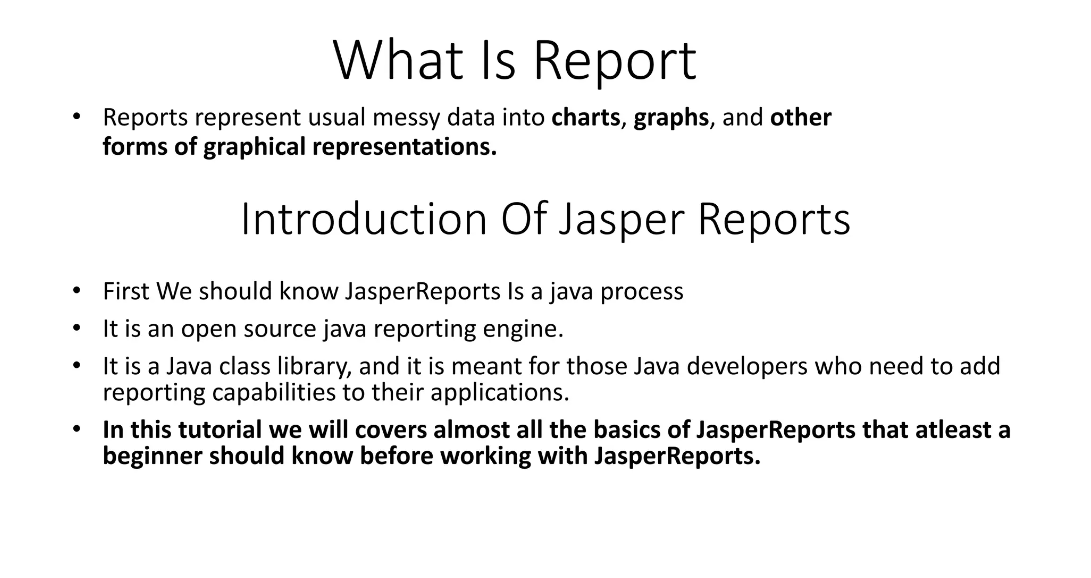 What Is Report
• Reports represent usual messy data into charts, graphs, and other
forms of graphical representations.
Introduction Of Jasper Reports
• First We should know JasperReports Is a java process
• It is an open source java reporting engine.
• It is a Java class library, and it is meant for those Java developers who need to add
reporting capabilities to their applications.
• In this tutorial we will covers almost all the basics of JasperReports that atleast a
beginner should know before working with JasperReports.